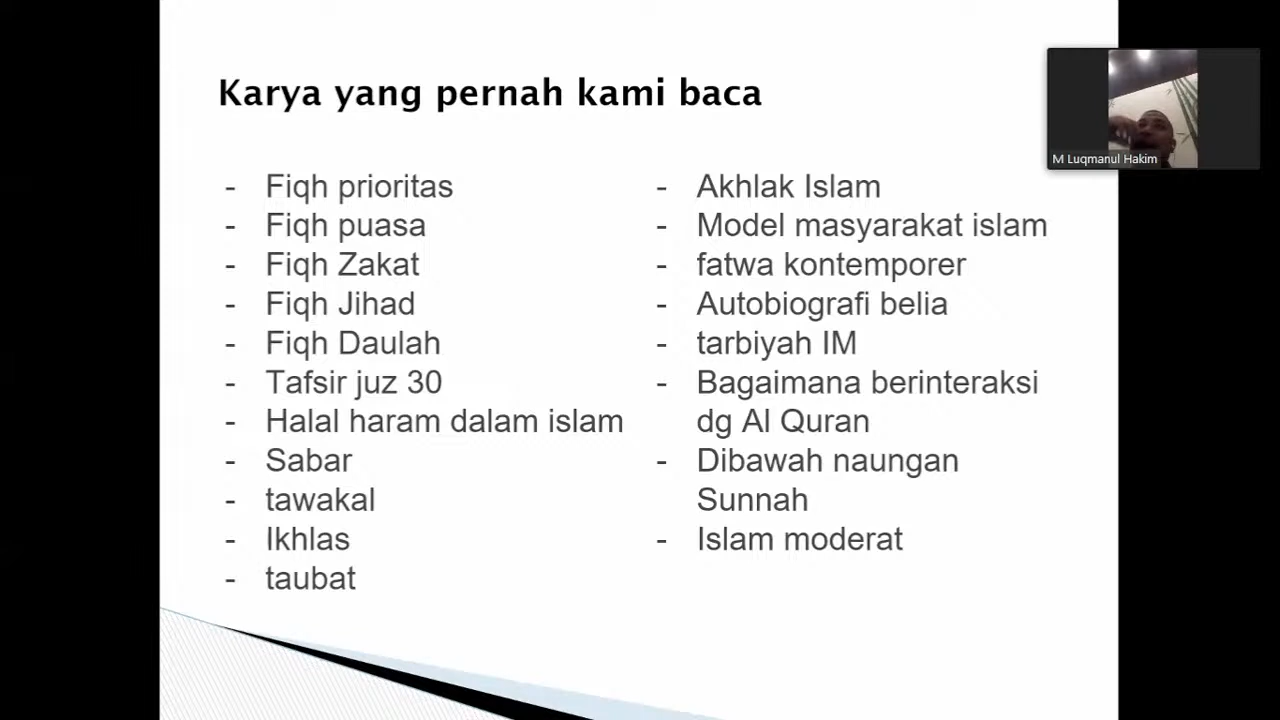 Karya yang pernah kami baca
- Fiqh prioritas
- Fiqh puasa
- Fiqh Zakat
- Fiqh Jihad
- Fiqh Daulah
- Tafsir juz 30
- Halal haram dalam islam
- Sabar
- tawakal
- Ikhlas
- taubat
- Akhlak Islam
- Model masyarakat islam
- fatwa kontemporer
- Autobiografi belia
- tarbiyah IM
- Bagaimana berinteraksi
dg Al Quran
- Dibawah naungan
Sunnah
- Islam moderat
M Luqmanul Hakim